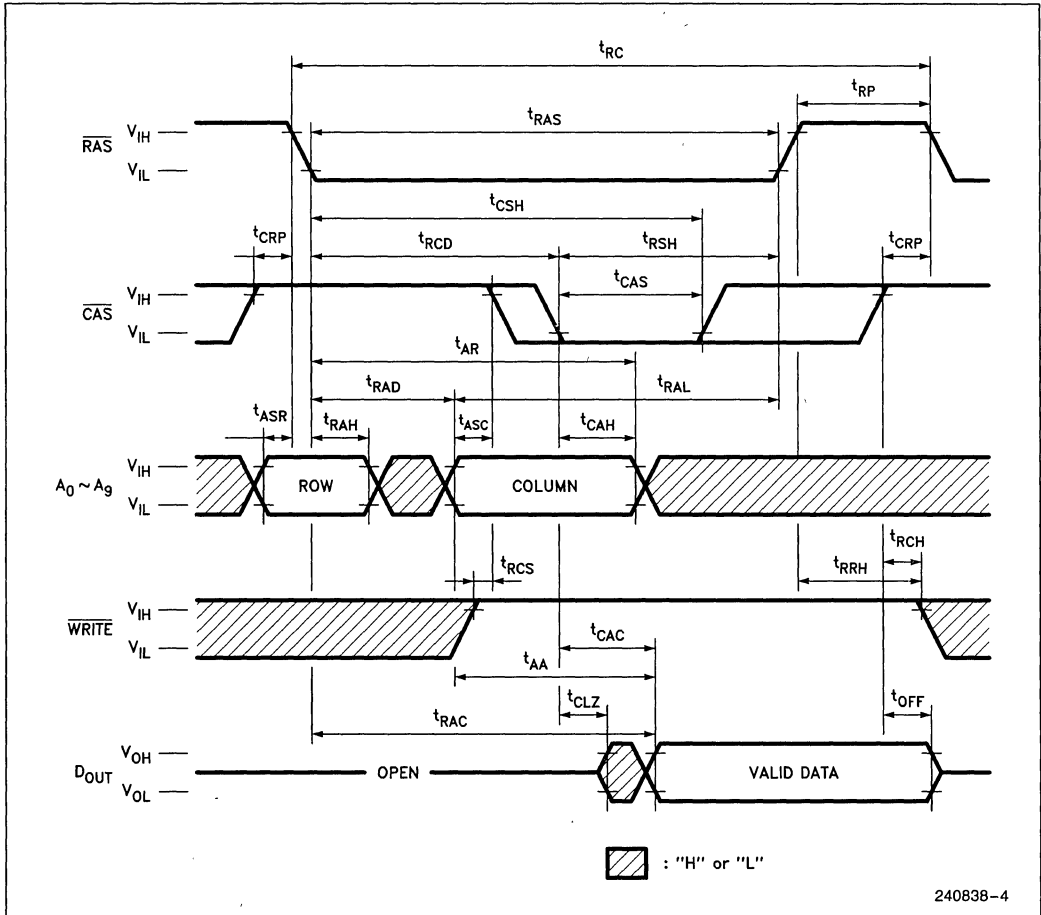 tRC
tRP
RAS VIH
tRAS
VIL
tCSH
tCRP tRCD tRSH tCRP
tCAS
CAS VIH
VIL
tAR
tRAD tRAL
tASR tRAH tASC tCAH
A0 ~ A9 VIH
ROW COLUMN
VIL
tRCH
tRCS tRRH
WRITE VIH
VIL
tCAC
tAA
tCLZ tOFF
tRAC
DOUT VOH
OPEN VALID DATA
VOL
: "H" or "L"
240838-4